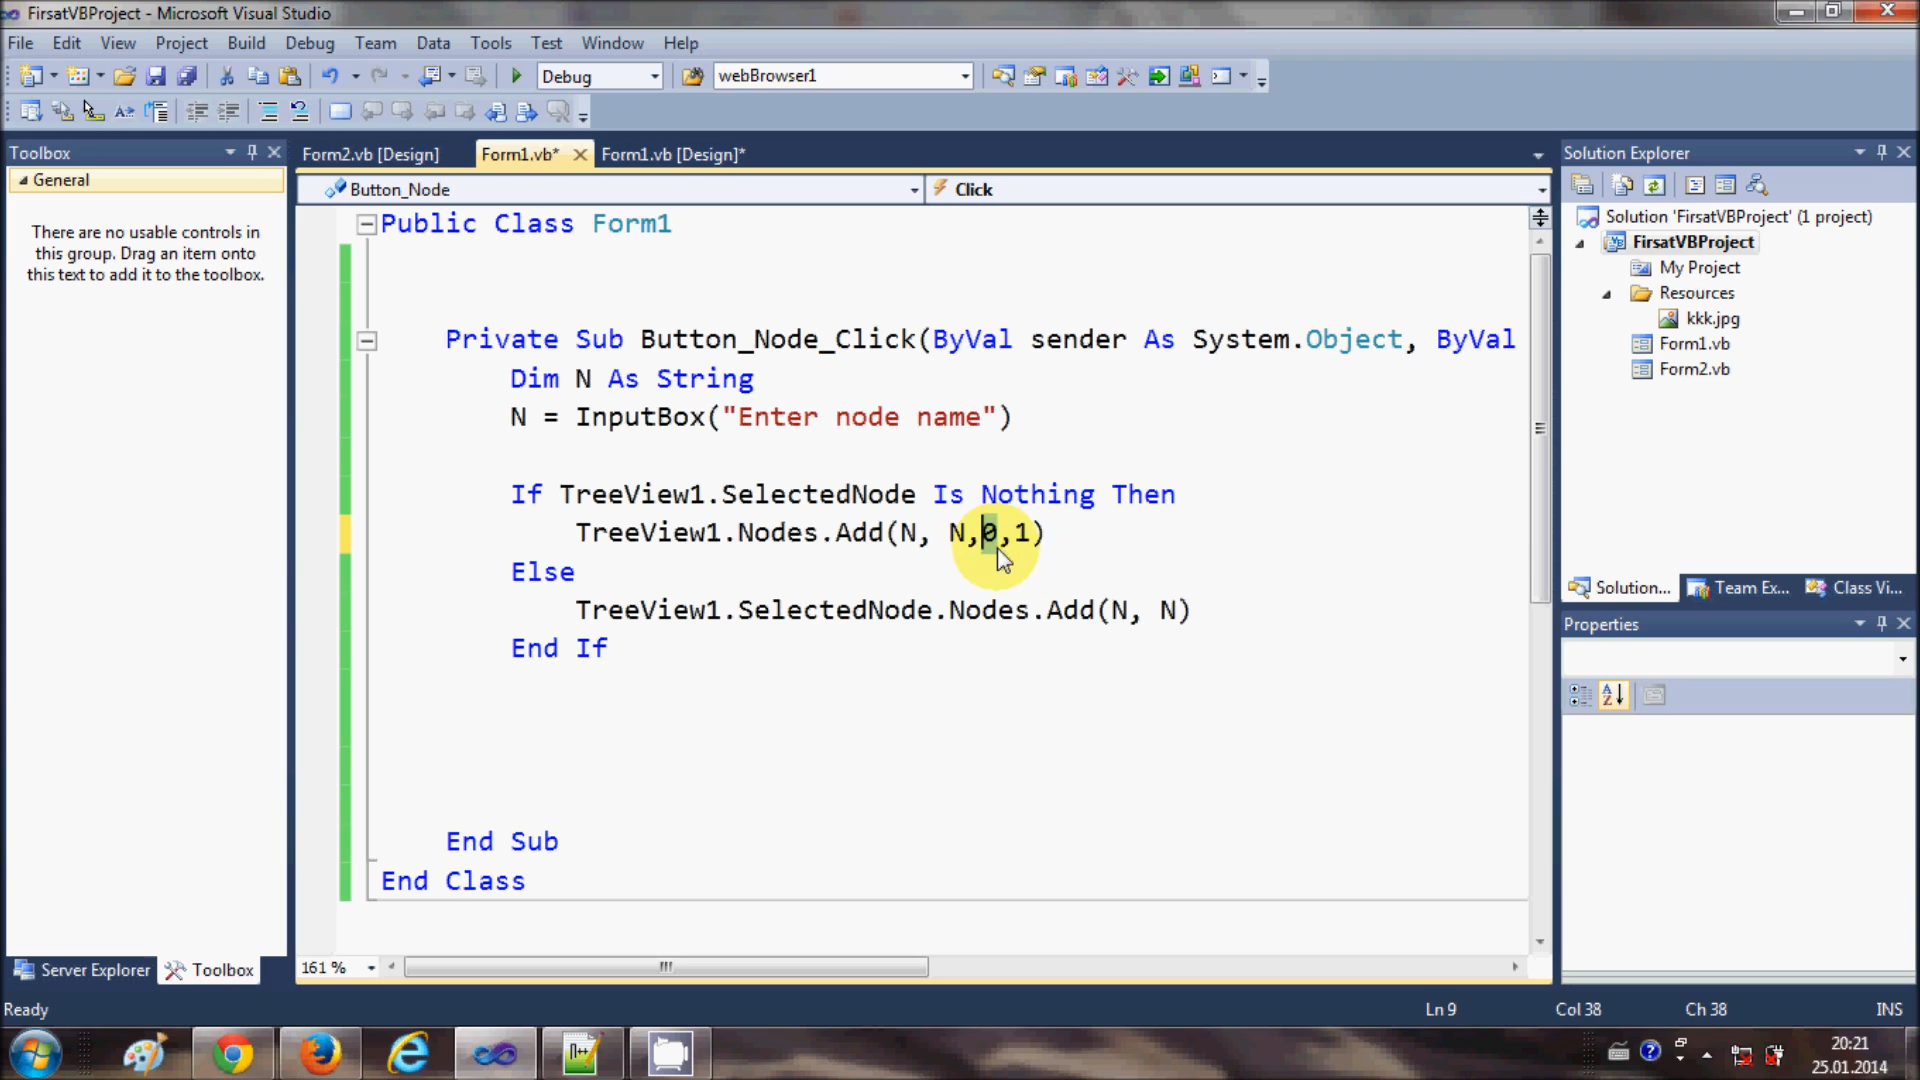 FirsatVBProject - Microsoft Visual Studio
File Edit View Project Build Debug Team Data Tools Test Window Help
Debug webBrowser1
Toolbox
General
There are no usable controls in
this group. Drag an item onto
this text to add it to the toolbox.
Server Explorer Toolbox
Form2.vb [Design] Form1.vb* Form1.vb [Design]*
Button_Node Click
Public Class Form1
Private Sub Button_Node_Click(ByVal sender As System.Object, ByVal
Dim N As String
N = InputBox("Enter node name")
If TreeView1.SelectedNode Is Nothing Then
TreeView1.Nodes.Add(N, N,0,1)
Else
TreeView1.SelectedNode.Nodes.Add(N, N)
End If
End Sub
End Class
161 %
Solution Explorer
Solution 'FirsatVBProject' (1 project)
FirsatVBProject
My Project
Resources
kkk.jpg
Form1.vb
Form2.vb
Solution... Team Ex... Class Vi...
Properties
Ready Ln 9 Col 38 Ch 38 INS
20:21
25.01.2014